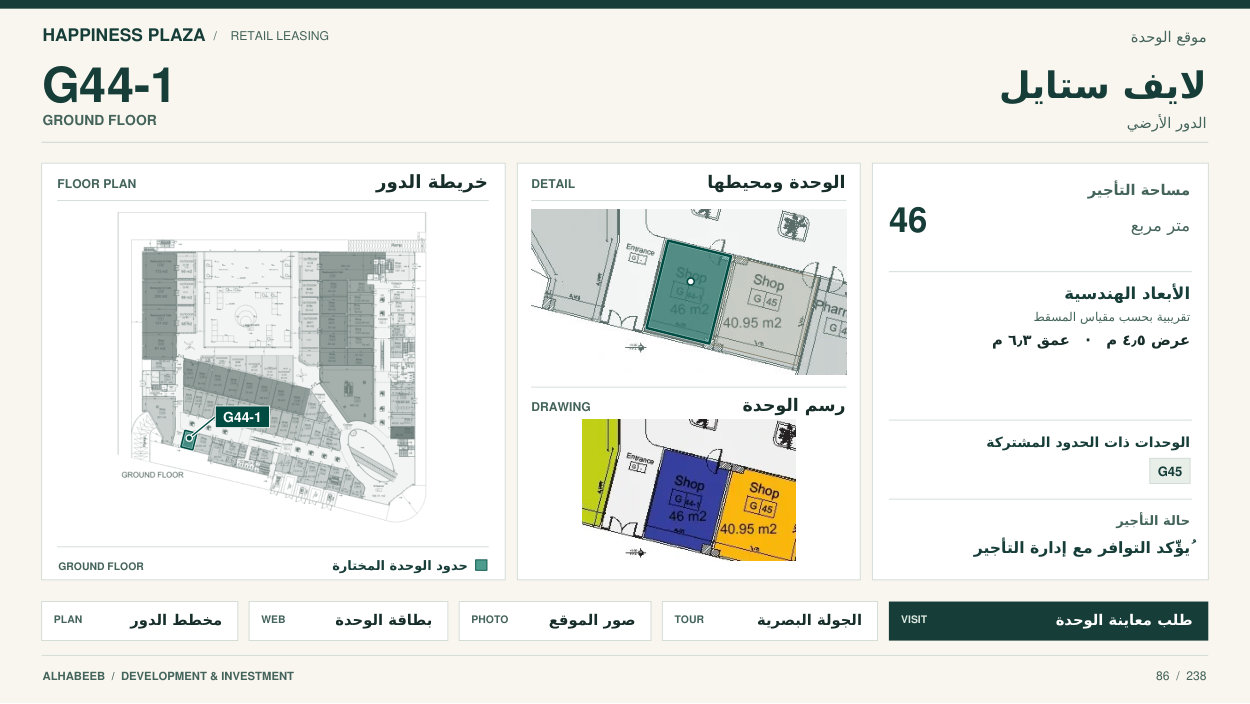 HAPPINESS PLAZA / RETAIL LEASING
موقع الوحدة
G44-1
لايف ستايل
GROUND FLOOR
الدور الأرضي
FLOOR PLAN
خريطة الدور
G44-1
GROUND FLOOR
GROUND FLOOR
حدود الوحدة المختارة
DETAIL
الوحدة ومحيطها
Entrance
Shop
46 m2
Shop
G 45
40.95 m2
DRAWING
رسم الوحدة
Entrance
Shop
G 44-1
46 m2
Shop
G 45
40.95 m2
مساحة التأجير
46
متر مربع
الأبعاد الهندسية
تقريبية بحسب مقياس المسقط
عرض ٤٫٥ م · عمق ٦٫٣ م
الوحدات ذات الحدود المشتركة
G45
حالة التأجير
يُؤكّد التوافر مع إدارة التأجير
PLAN
مخطط الدور
WEB
بطاقة الوحدة
PHOTO
صور الموقع
TOUR
الجولة البصرية
VISIT
طلب معاينة الوحدة
ALHABEEB / DEVELOPMENT & INVESTMENT
86 / 238